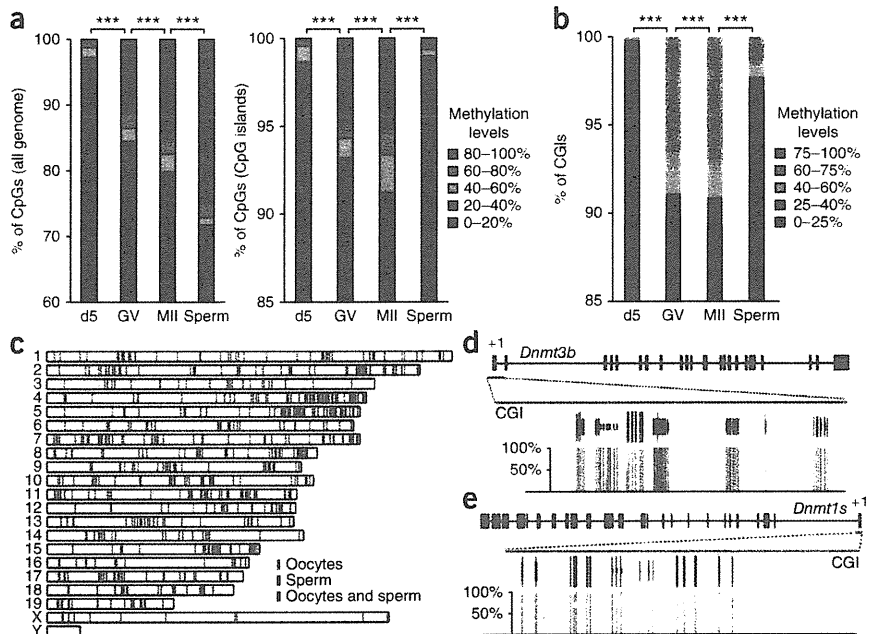 a
*** *** ***
% of CpGs (all genome)
100
90
80
70
60
d5 GV MII Sperm
*** *** ***
% of CpGs (CpG islands)
100
95
90
85
d5 GV MII Sperm
Methylation
levels
80–100%
60–80%
40–60%
20–40%
0–20%
b
*** *** ***
% of CGIs
100
95
90
85
d5 GV MII Sperm
Methylation
levels
75–100%
60–75%
40–60%
25–40%
0–25%
c
1
2
3
4
5
6
7
8
9
10
11
12
13
14
15
16
17
18
19
X
Y
Oocytes
Sperm
Oocytes and sperm
d
+1
Dnmt3b
CGI
100%
50%
e
Dnmt1s +1
CGI
100%
50%